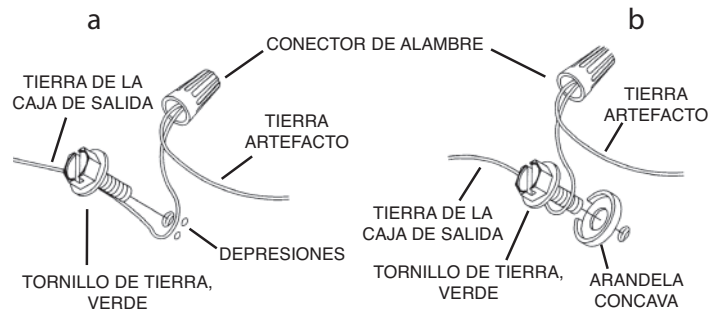 a
b
CONECTOR DE ALAMBRE
TIERRA DE LA
CAJA DE SALIDA
TIERRA
ARTEFACTO
DEPRESIONES
TORNILLO DE TIERRA,
VERDE
TIERRA
ARTEFACTO
TIERRA DE LA
CAJA DE SALIDA
TORNILLO DE TIERRA,
VERDE
ARANDELA
CONCAVA